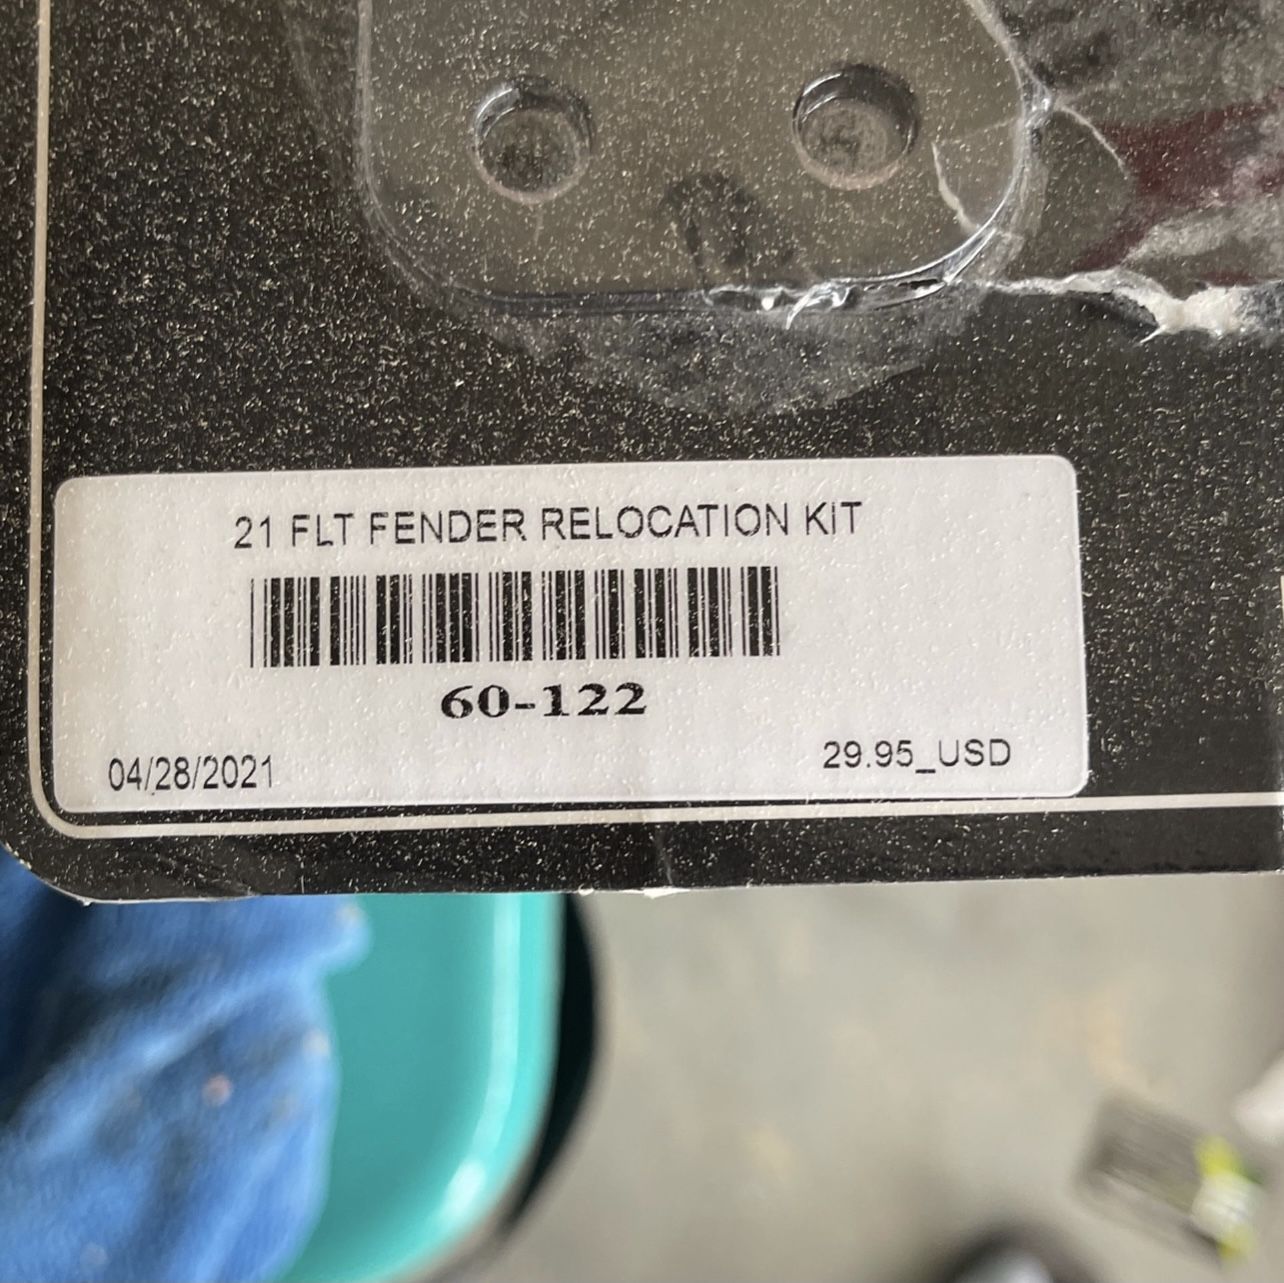 21 FLT FENDER RELOCATION KIT
60-122
04/28/2021
29.95_USD